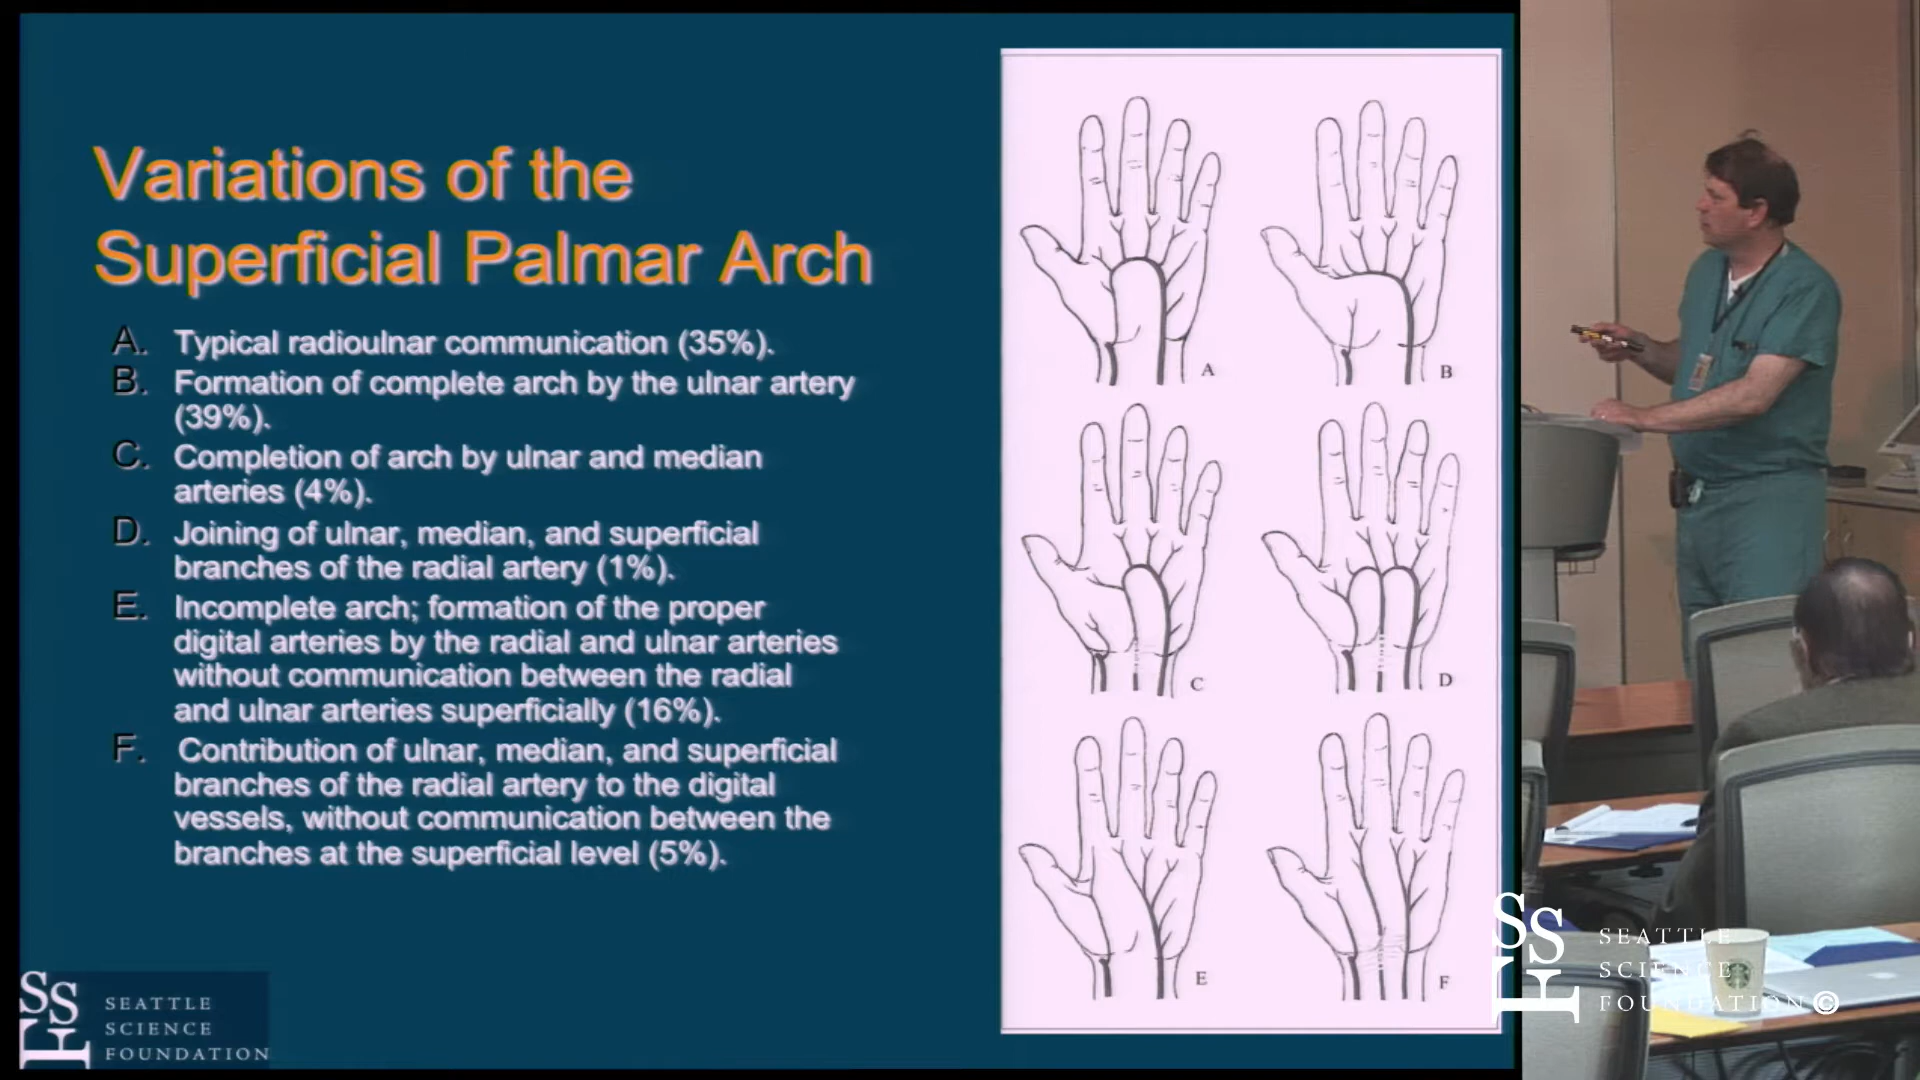 Variations of the
Superficial Palmar Arch
A. Typical radioulnar communication (35%).
B. Formation of complete arch by the ulnar artery
(39%).
C. Completion of arch by ulnar and median
arteries (4%).
D. Joining of ulnar, median, and superficial
branches of the radial artery (1%).
E. Incomplete arch; formation of the proper
digital arteries by the radial and ulnar arteries
without communication between the radial
and ulnar arteries superficially (16%).
F. Contribution of ulnar, median, and superficial
branches of the radial artery to the digital
vessels, without communication between the
branches at the superficial level (5%).
A
B
C
D
E
F
SSF
SEATTLE
SCIENCE
FOUNDATION
SSF
SEATTLE
SCIENCE
FOUNDATION©